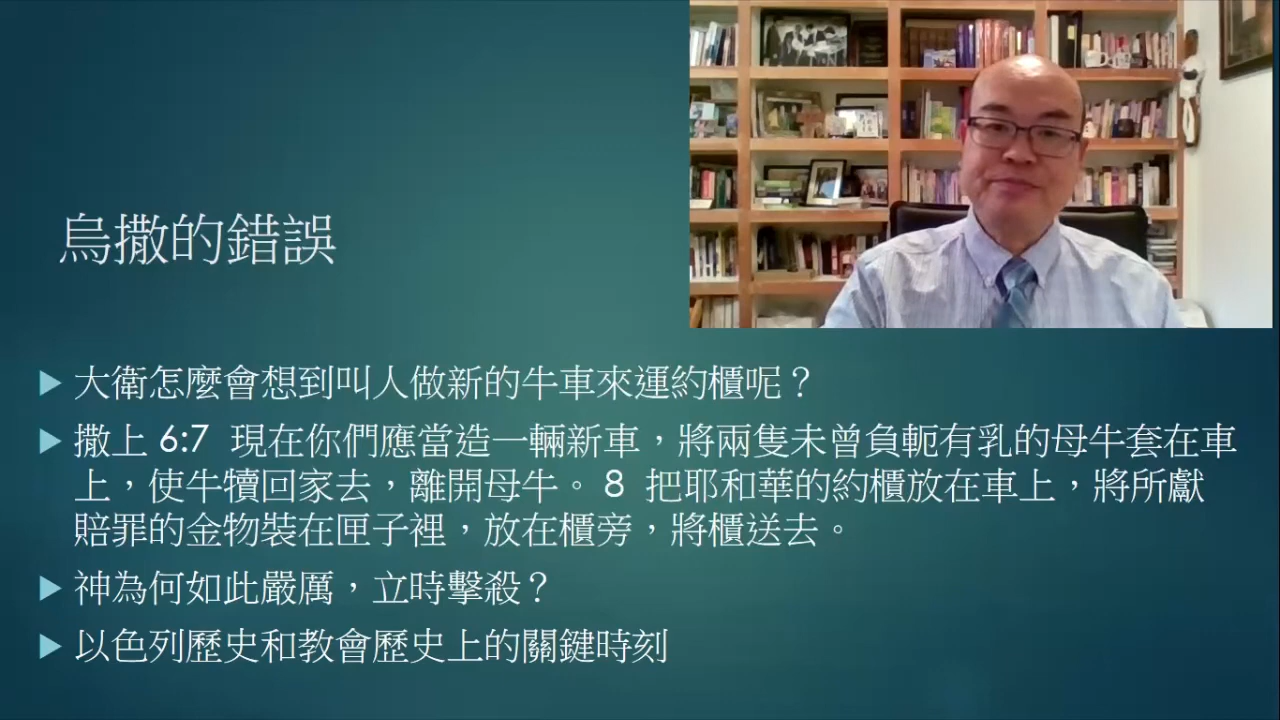 烏撒的錯誤
大衛怎麼會想到叫人做新的牛車來運約櫃呢？
撒上 6:7 現在你們應當造一輛新車，將兩隻未曾負軛有乳的母牛套在車
上，使牛犢回家去，離開母牛。8 把耶和華的約櫃放在車上，將所獻
賠罪的金物裝在匣子裡，放在櫃旁，將櫃送去。
神為何如此嚴厲，立時擊殺？
以色列歷史和教會歷史上的關鍵時刻